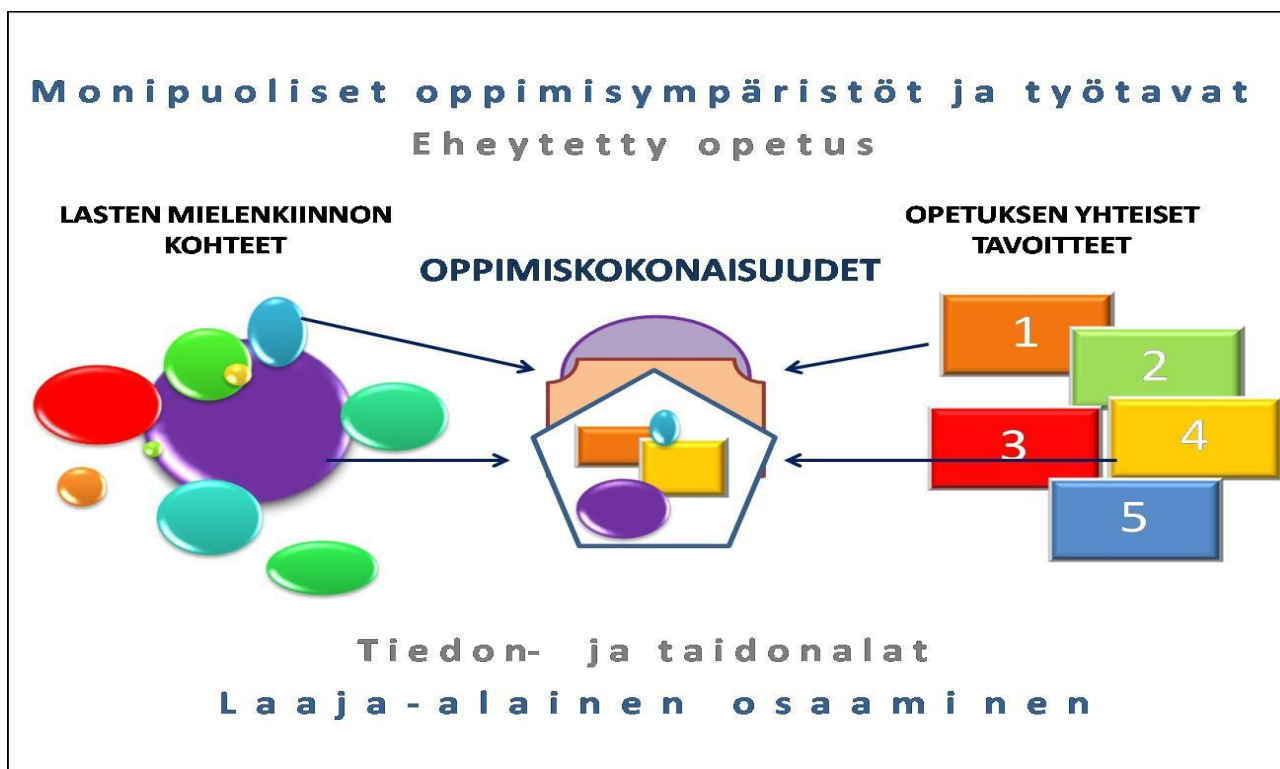 Monipuoliset oppimisympäristöt ja työtavat
Eheytetty opetus
LASTEN MIELENKIINNON
KOHTEET
OPPIMISKOKONAISUUDET
OPETUKSEN YHTEISET
TAVOITTEET
1
2
3
4
5
Tiedon- ja taidonalat
Laaja-alainen osaaminen